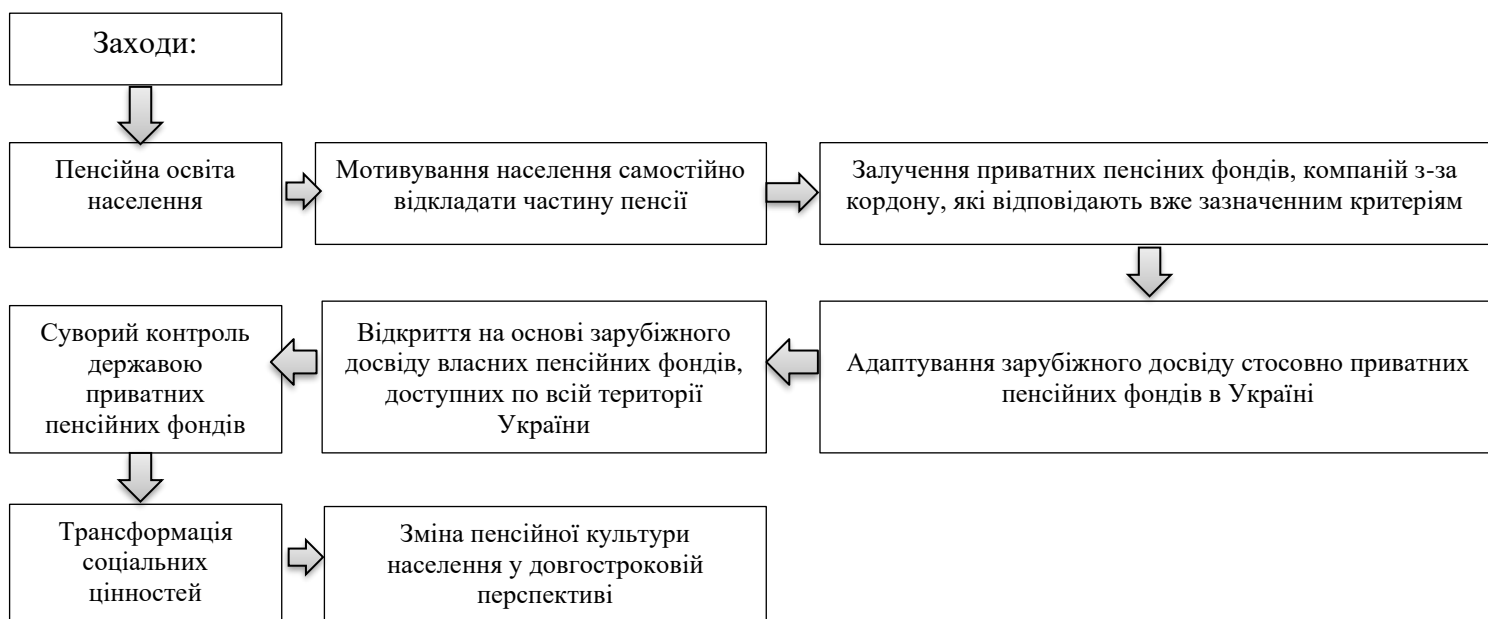 Заходи:
Пенсійна освіта
населення
Мотивування населення самостійно
відкладати частину пенсії
Залучення приватних пенсіних фондів, компаній з-за
кордону, які відповідають вже зазначенним критеріям
Адаптування зарубіжного досвіду стосовно приватних
пенсійних фондів в Україні
Відкриття на основі зарубіжного
досвіду власних пенсійних фондів,
доступних по всій території
України
Суворий контроль
державою
приватних
пенсійних фондів
Трансформація
соціальних
цінностей
Зміна пенсійної культури
населення у довгостроковій
перспективі